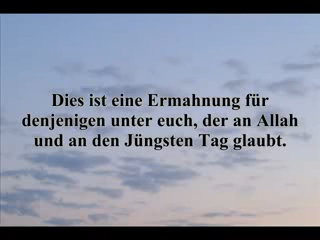 Dies ist eine Ermahnung für
denjenigen unter euch, der an Allah
und an den Jüngsten Tag glaubt.